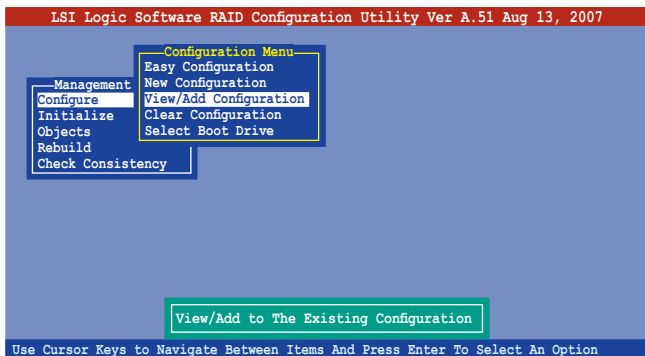 LSI Logic Software RAID Configuration Utility Ver A.51 Aug 13, 2007
Configuration Menu
Easy Configuration
New Configuration
View/Add Configuration
Clear Configuration
Select Boot Drive
Management
Configure
Initialize
Objects
Rebuild
Check Consistency
View/Add to The Existing Configuration
Use Cursor Keys to Navigate Between Items And Press Enter To Select An Option